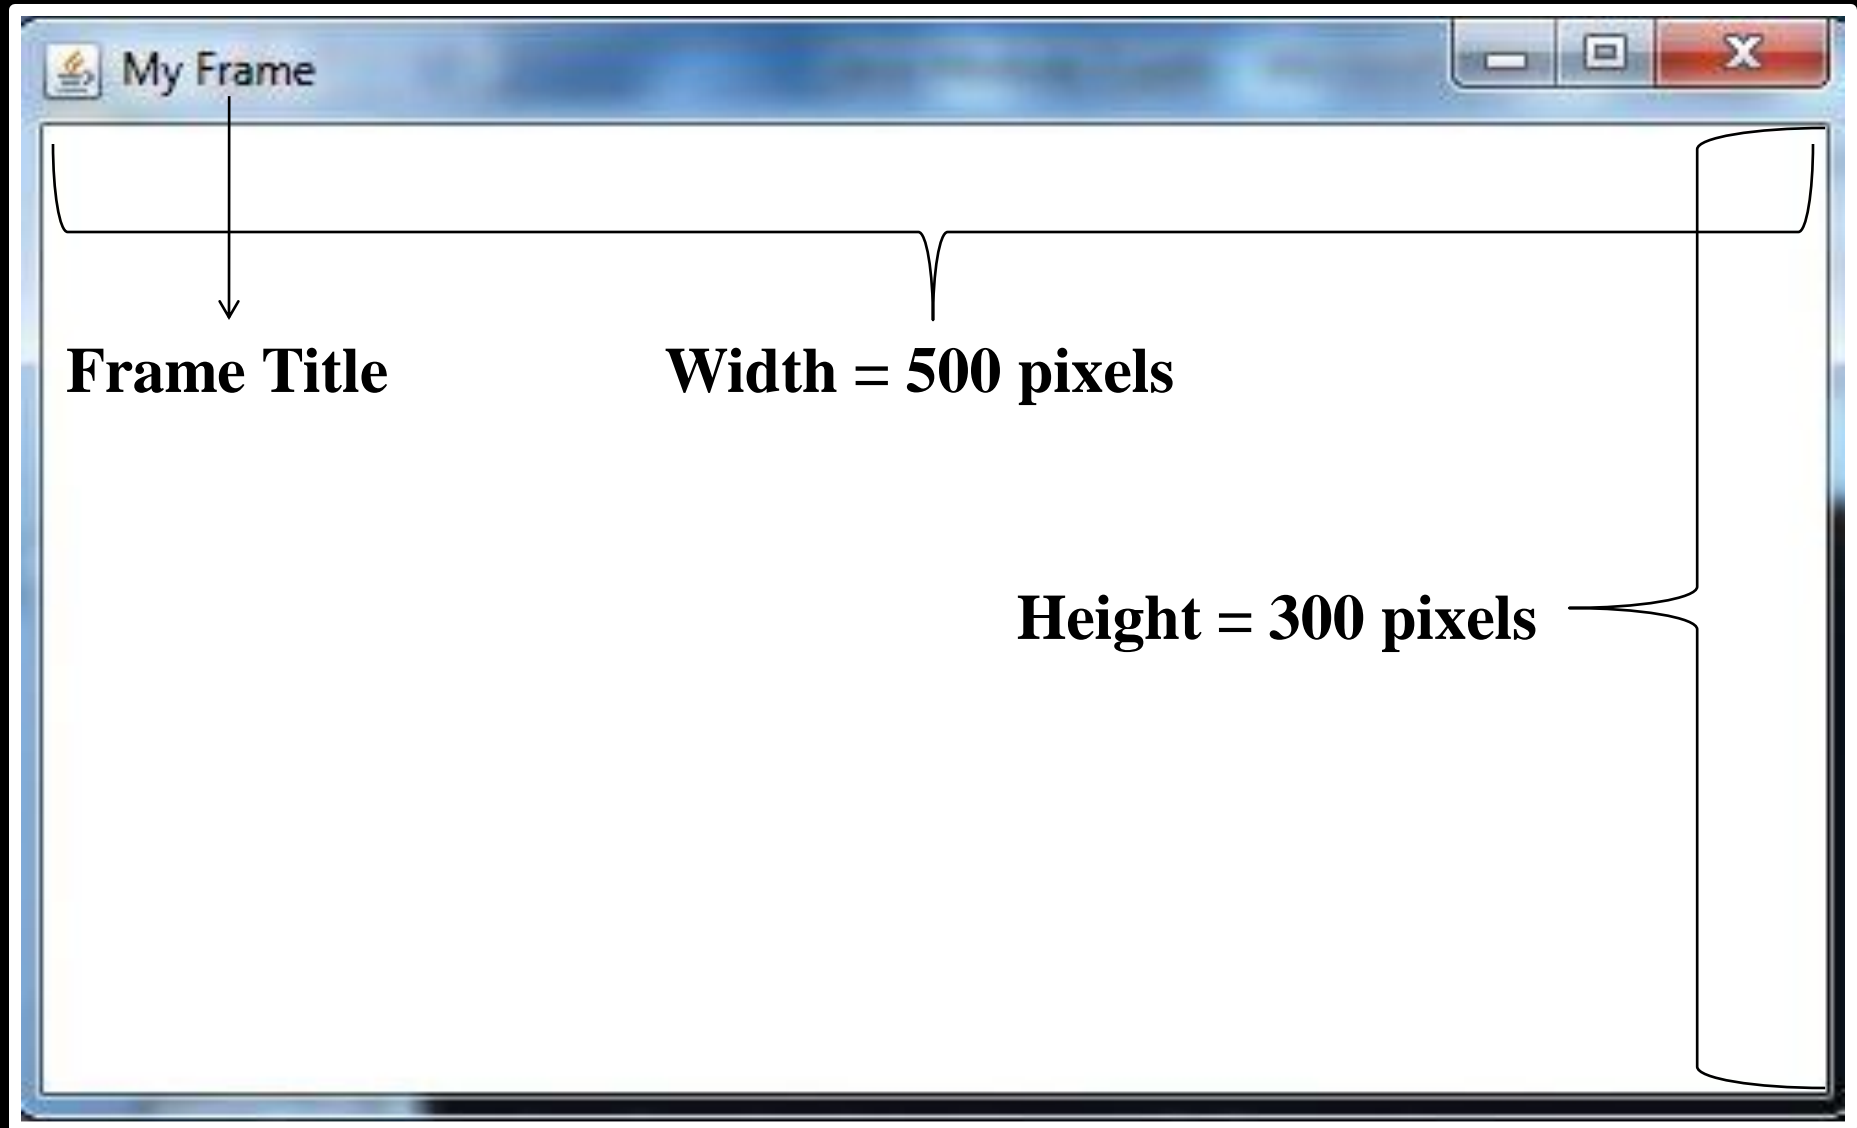 My Frame
Frame Title
Width = 500 pixels
Height = 300 pixels